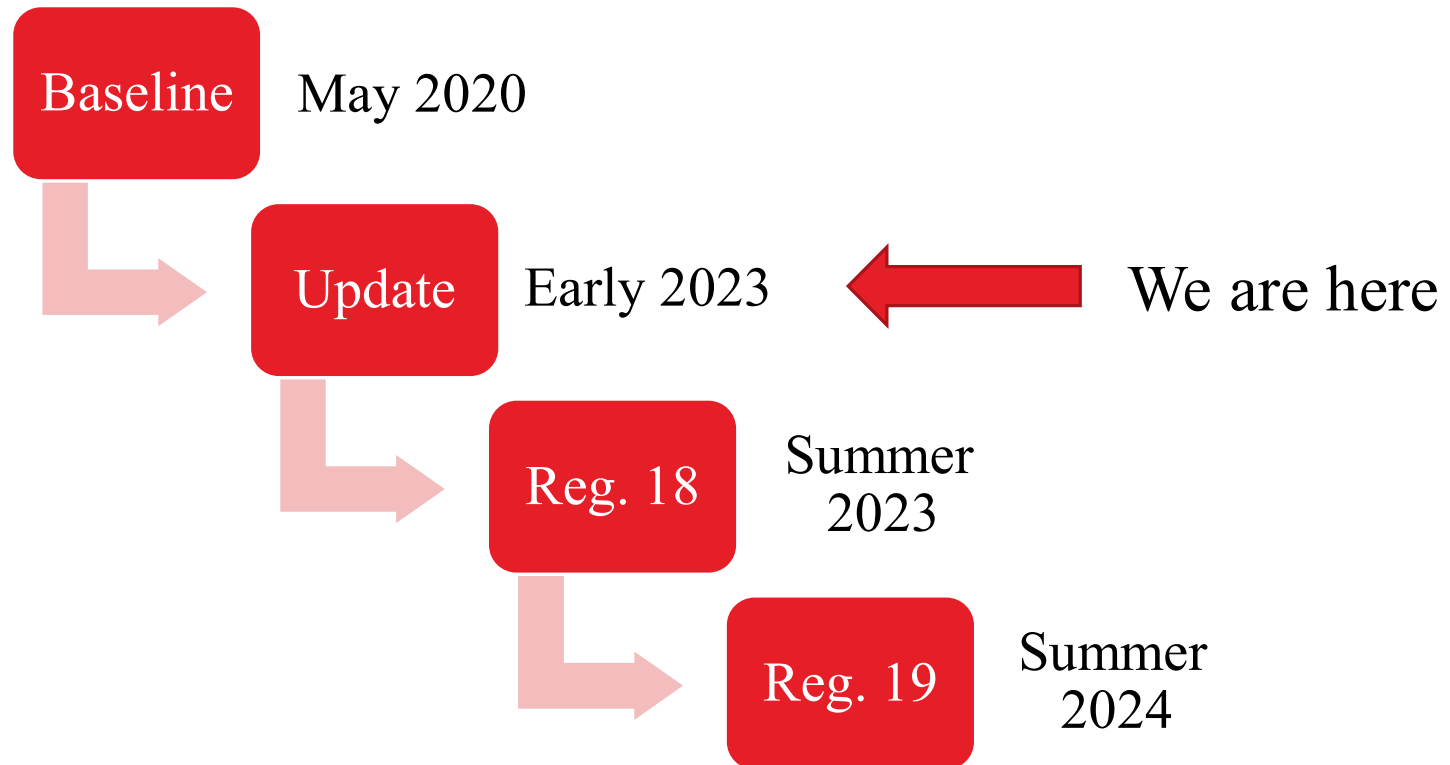 Baseline
May 2020
Update
Early 2023
We are here
Reg. 18
Summer
2023
Reg. 19
Summer
2024